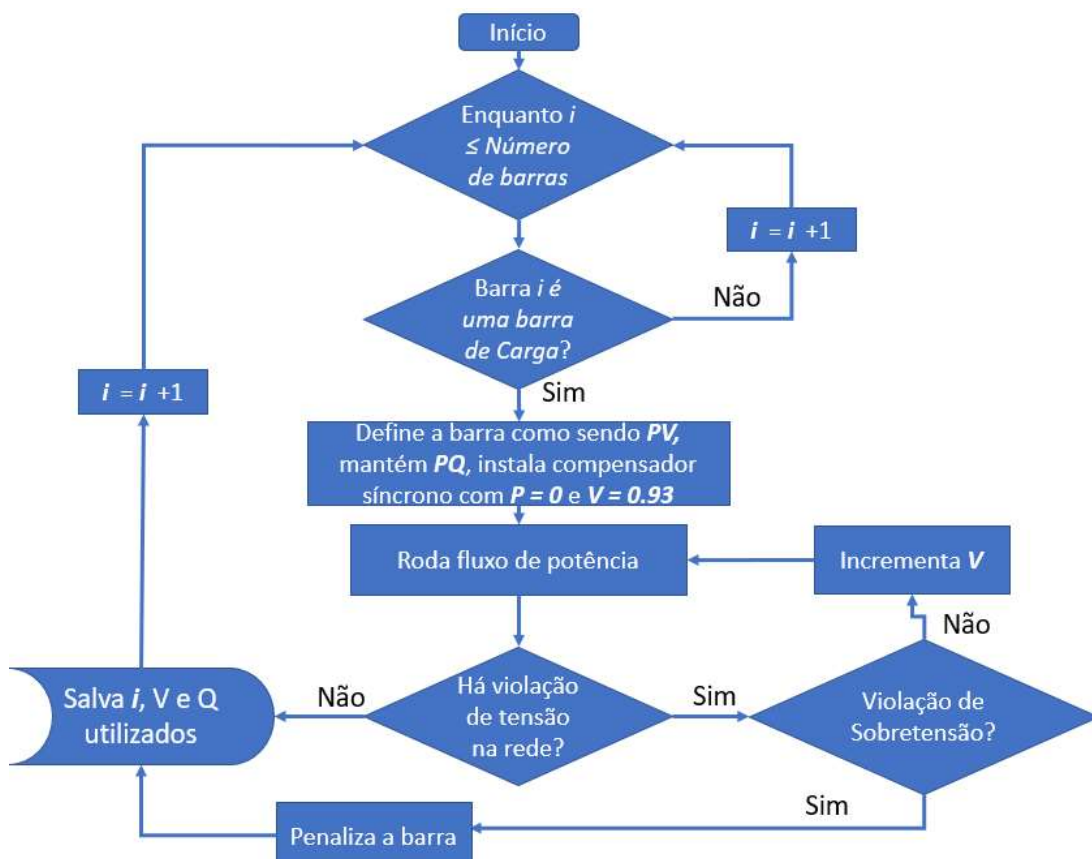 Início
Enquanto i
≤ Número
de barras
i = i +1
Barra i é
uma barra
de Carga?
Não
i = i +1
Sim
Define a barra como sendo PV,
mantém PQ, instala compensador
síncrono com P = 0 e V = 0.93
Roda fluxo de potência
Incrementa V
Não
Salva i, V e Q
utilizados
Não
Há violação
de tensão
na rede?
Sim
Violação de
Sobretensão?
Sim
Penaliza a barra